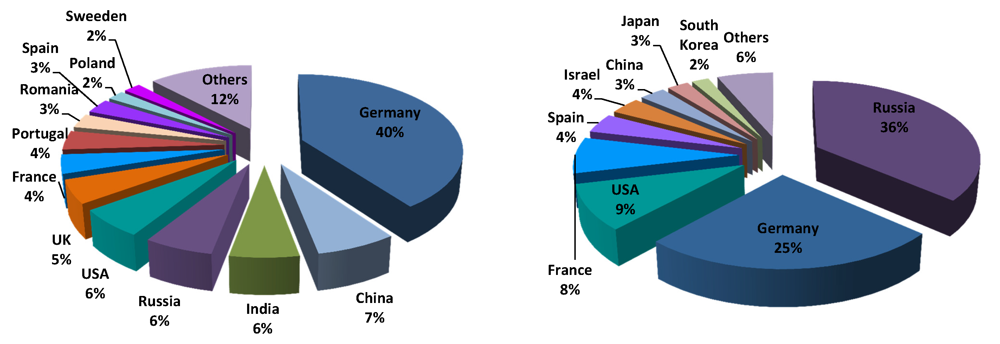 Sweeden
2%
Spain
3%
Poland
2%
Romania
3%
Portugal
4%
France
4%
UK
5%
USA
6%
Russia
6%
India
6%
China
7%
Germany
40%
Others
12%
Japan
3%
South
Korea
2%
Others
6%
China
3%
Israel
4%
Spain
4%
France
8%
USA
9%
Germany
25%
Russia
36%